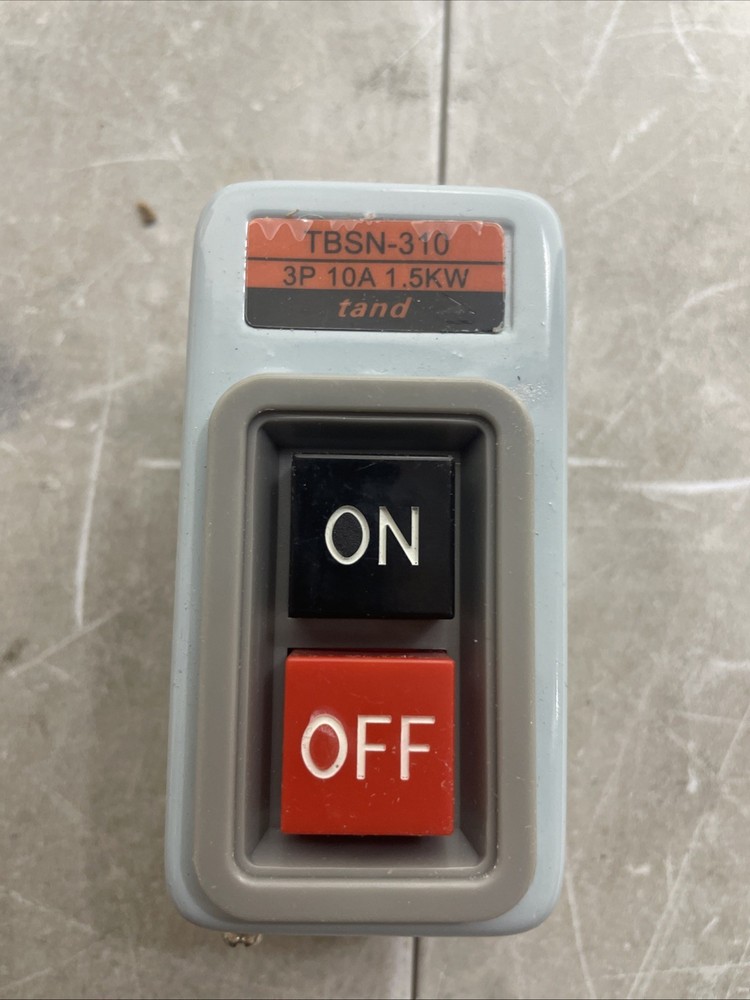 TBSN-310
3P 10A 1.5KW
tand
ON
OFF